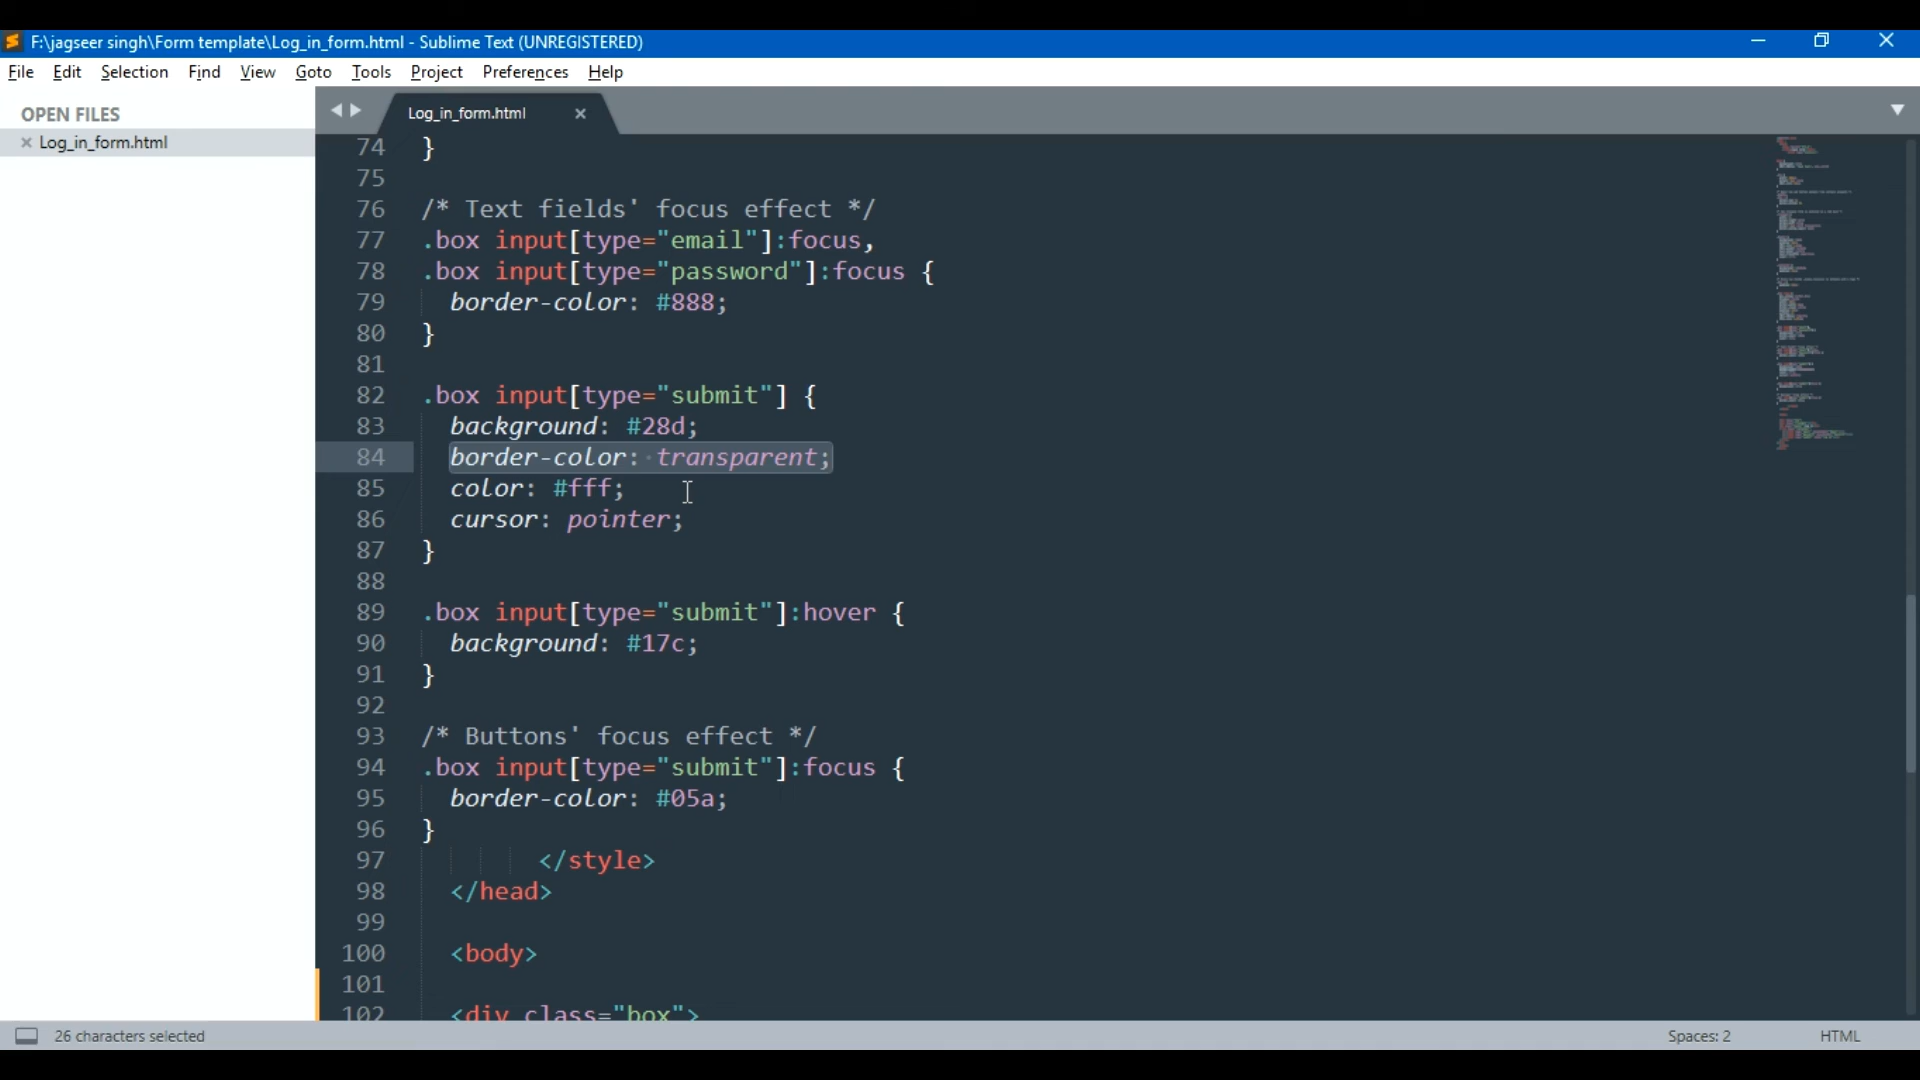 F:\jagseer singh\Form template\Log_in_form.html - Sublime Text (UNREGISTERED)
File Edit Selection Find View Goto Tools Project Preferences Help
OPEN FILES
Log_in_form.html
Log_in_form.html
74 }
75
76 /* Text fields' focus effect */
77 .box input[type="email"]:focus,
78 .box input[type="password"]:focus {
79 border-color: #888;
80 }
81
82 .box input[type="submit"] {
83 background: #28d;
84 border-color: transparent;
85 color: #fff;
86 cursor: pointer;
87 }
88
89 .box input[type="submit"]:hover {
90 background: #17c;
91 }
92
93 /* Buttons' focus effect */
94 .box input[type="submit"]:focus {
95 border-color: #05a;
96 }
97 </style>
98 </head>
99
100 <body>
101
102 <div class="box">
26 characters selected
Spaces: 2
HTML